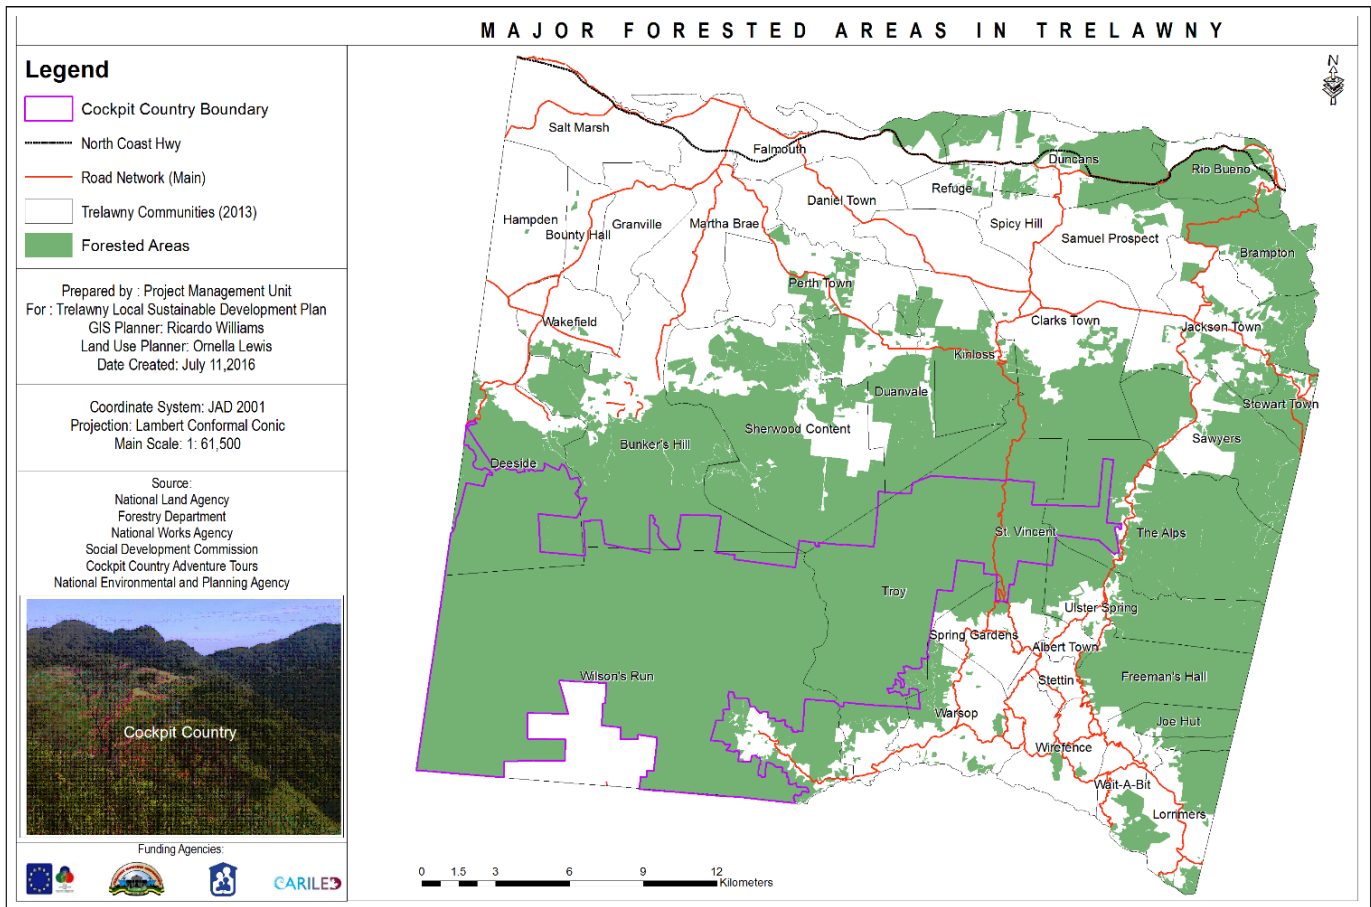 MAJOR FORESTED AREAS IN TRELAWNY
Legend
Cockpit Country Boundary
North Coast Hwy
Road Network (Main)
Trelawny Communities (2013)
Forested Areas
Prepared by : Project Management Unit
For : Trelawny Local Sustainable Development Plan
GIS Planner: Ricardo Williams
Land Use Planner: Ornella Lewis
Date Created: July 11,2016
Coordinate System: JAD 2001
Projection: Lambert Conformal Conic
Main Scale: 1: 61,500
Source:
National Land Agency
Forestry Department
National Works Agency
Social Development Commission
Cockpit Country Adventure Tours
National Environmental and Planning Agency
Cockpit Country
Funding Agencies:
CARILED
N
Salt Marsh
Falmouth
Duncans
Rio Bueno
Refuge
Daniel Town
Hampden
Bounty Hall
Granville
Martha Brae
Spicy Hill
Samuel Prospect
Brampton
Perth Town
Wakefield
Clarks Town
Jackson Town
Kinloss
Duanvale
Stewart Town
Sherwood Content
Bunker's Hill
Sawyers
Deeside
St. Vincent
The Alps
Troy
Ulster Spring
Spring Gardens
Albert Town
Wilson's Run
Stettin
Freeman's Hall
Warsop
Joe Hut
Wirefence
Wait-A-Bit
Lorrimers
0 1.5 3 6 9 12
Kilometers